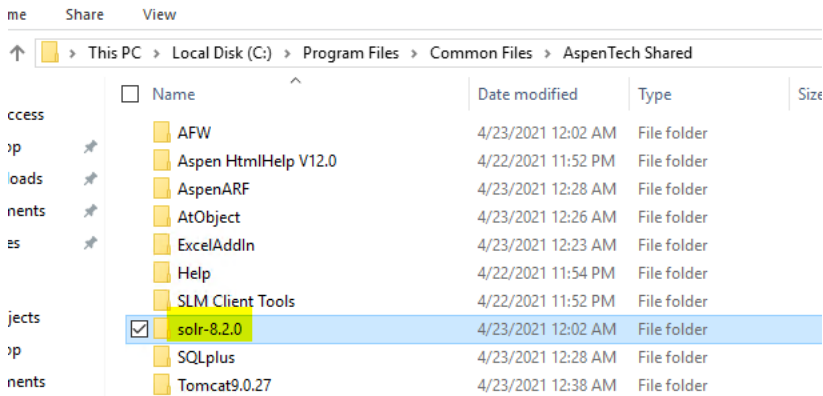 me Share View
This PC > Local Disk (C:) > Program Files > Common Files > AspenTech Shared
Name Date modified Type Size
ccess
AFW 4/23/2021 12:02 AM File folder
op
Aspen HtmlHelp V12.0 4/22/2021 11:52 PM File folder
loads
AspenARF 4/23/2021 12:28 AM File folder
ments
AtObject 4/23/2021 12:26 AM File folder
es
ExcelAddIn 4/23/2021 12:23 AM File folder
Help 4/22/2021 11:54 PM File folder
SLM Client Tools 4/22/2021 11:52 PM File folder
jects
solr-8.2.0 4/23/2021 12:02 AM File folder
op
SQLplus 4/23/2021 12:28 AM File folder
ments
Tomcat9.0.27 4/23/2021 12:38 AM File folder